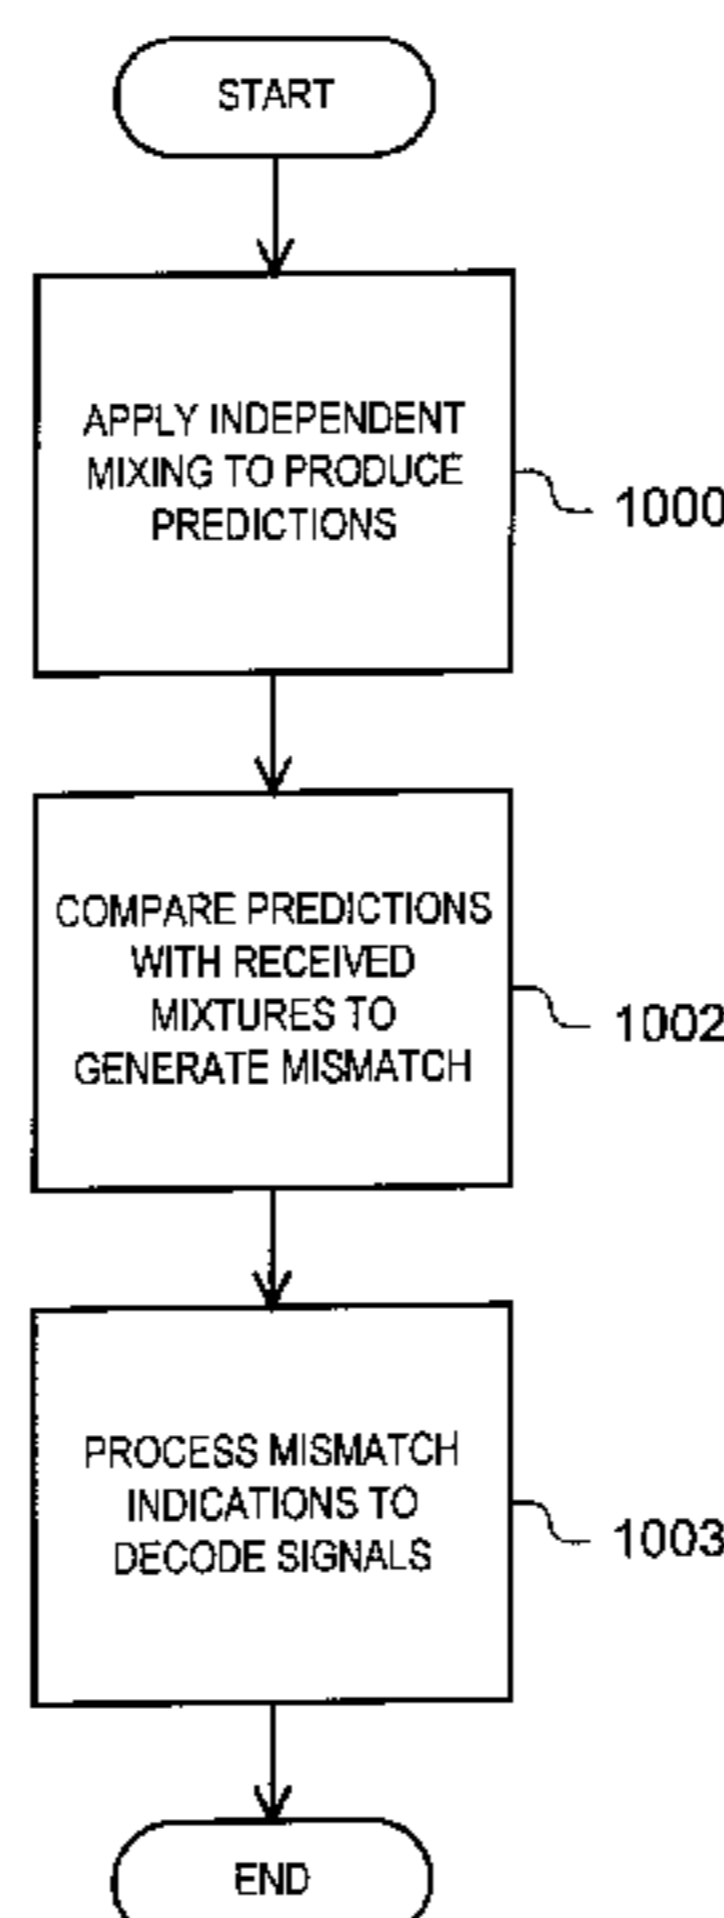 START
APPLY INDEPENDENT
MIXING TO PRODUCE
PREDICTIONS
1000
COMPARE PREDICTIONS
WITH RECEIVED
MIXTURES TO
GENERATE MISMATCH
1002
PROCESS MISMATCH
INDICATIONS TO
DECODE SIGNALS
1003
END